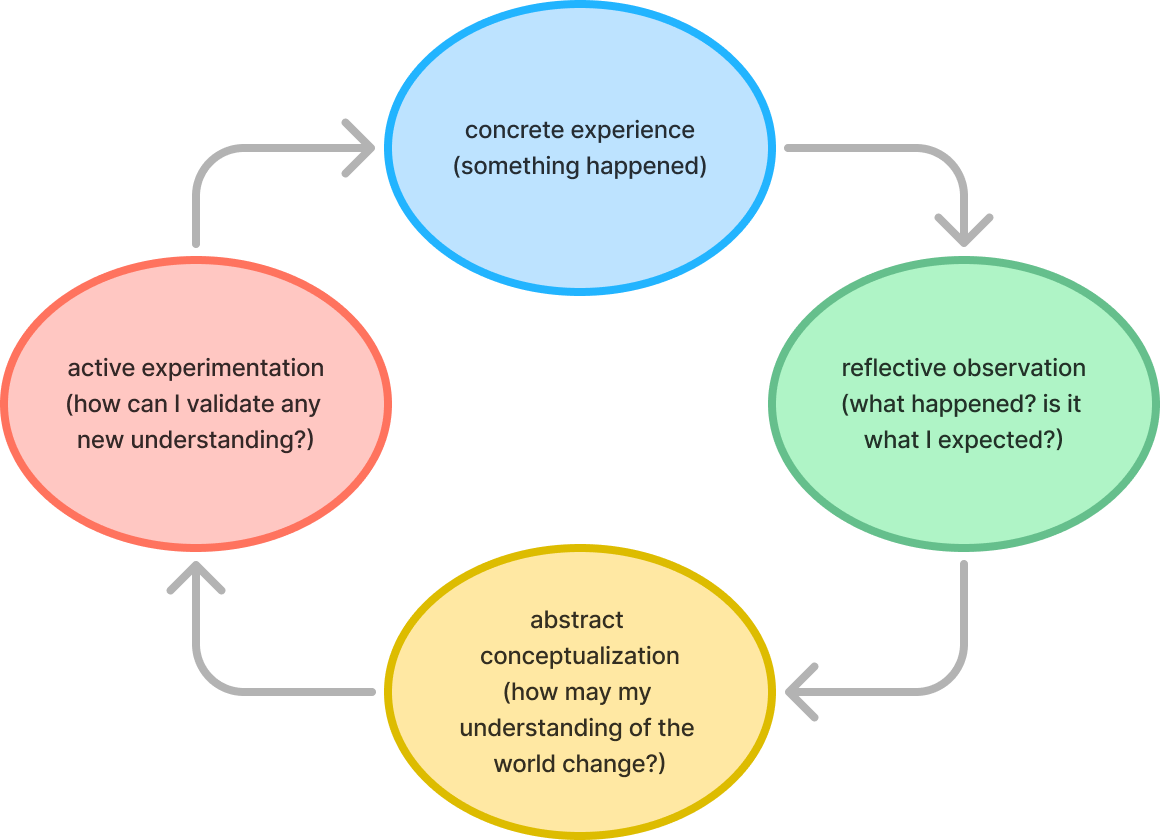 concrete experience
(something happened)
active experimentation
(how can I validate any
new understanding?)
reflective observation
(what happened? is it
what I expected?)
abstract
conceptualization
(how may my
understanding of the
world change?)